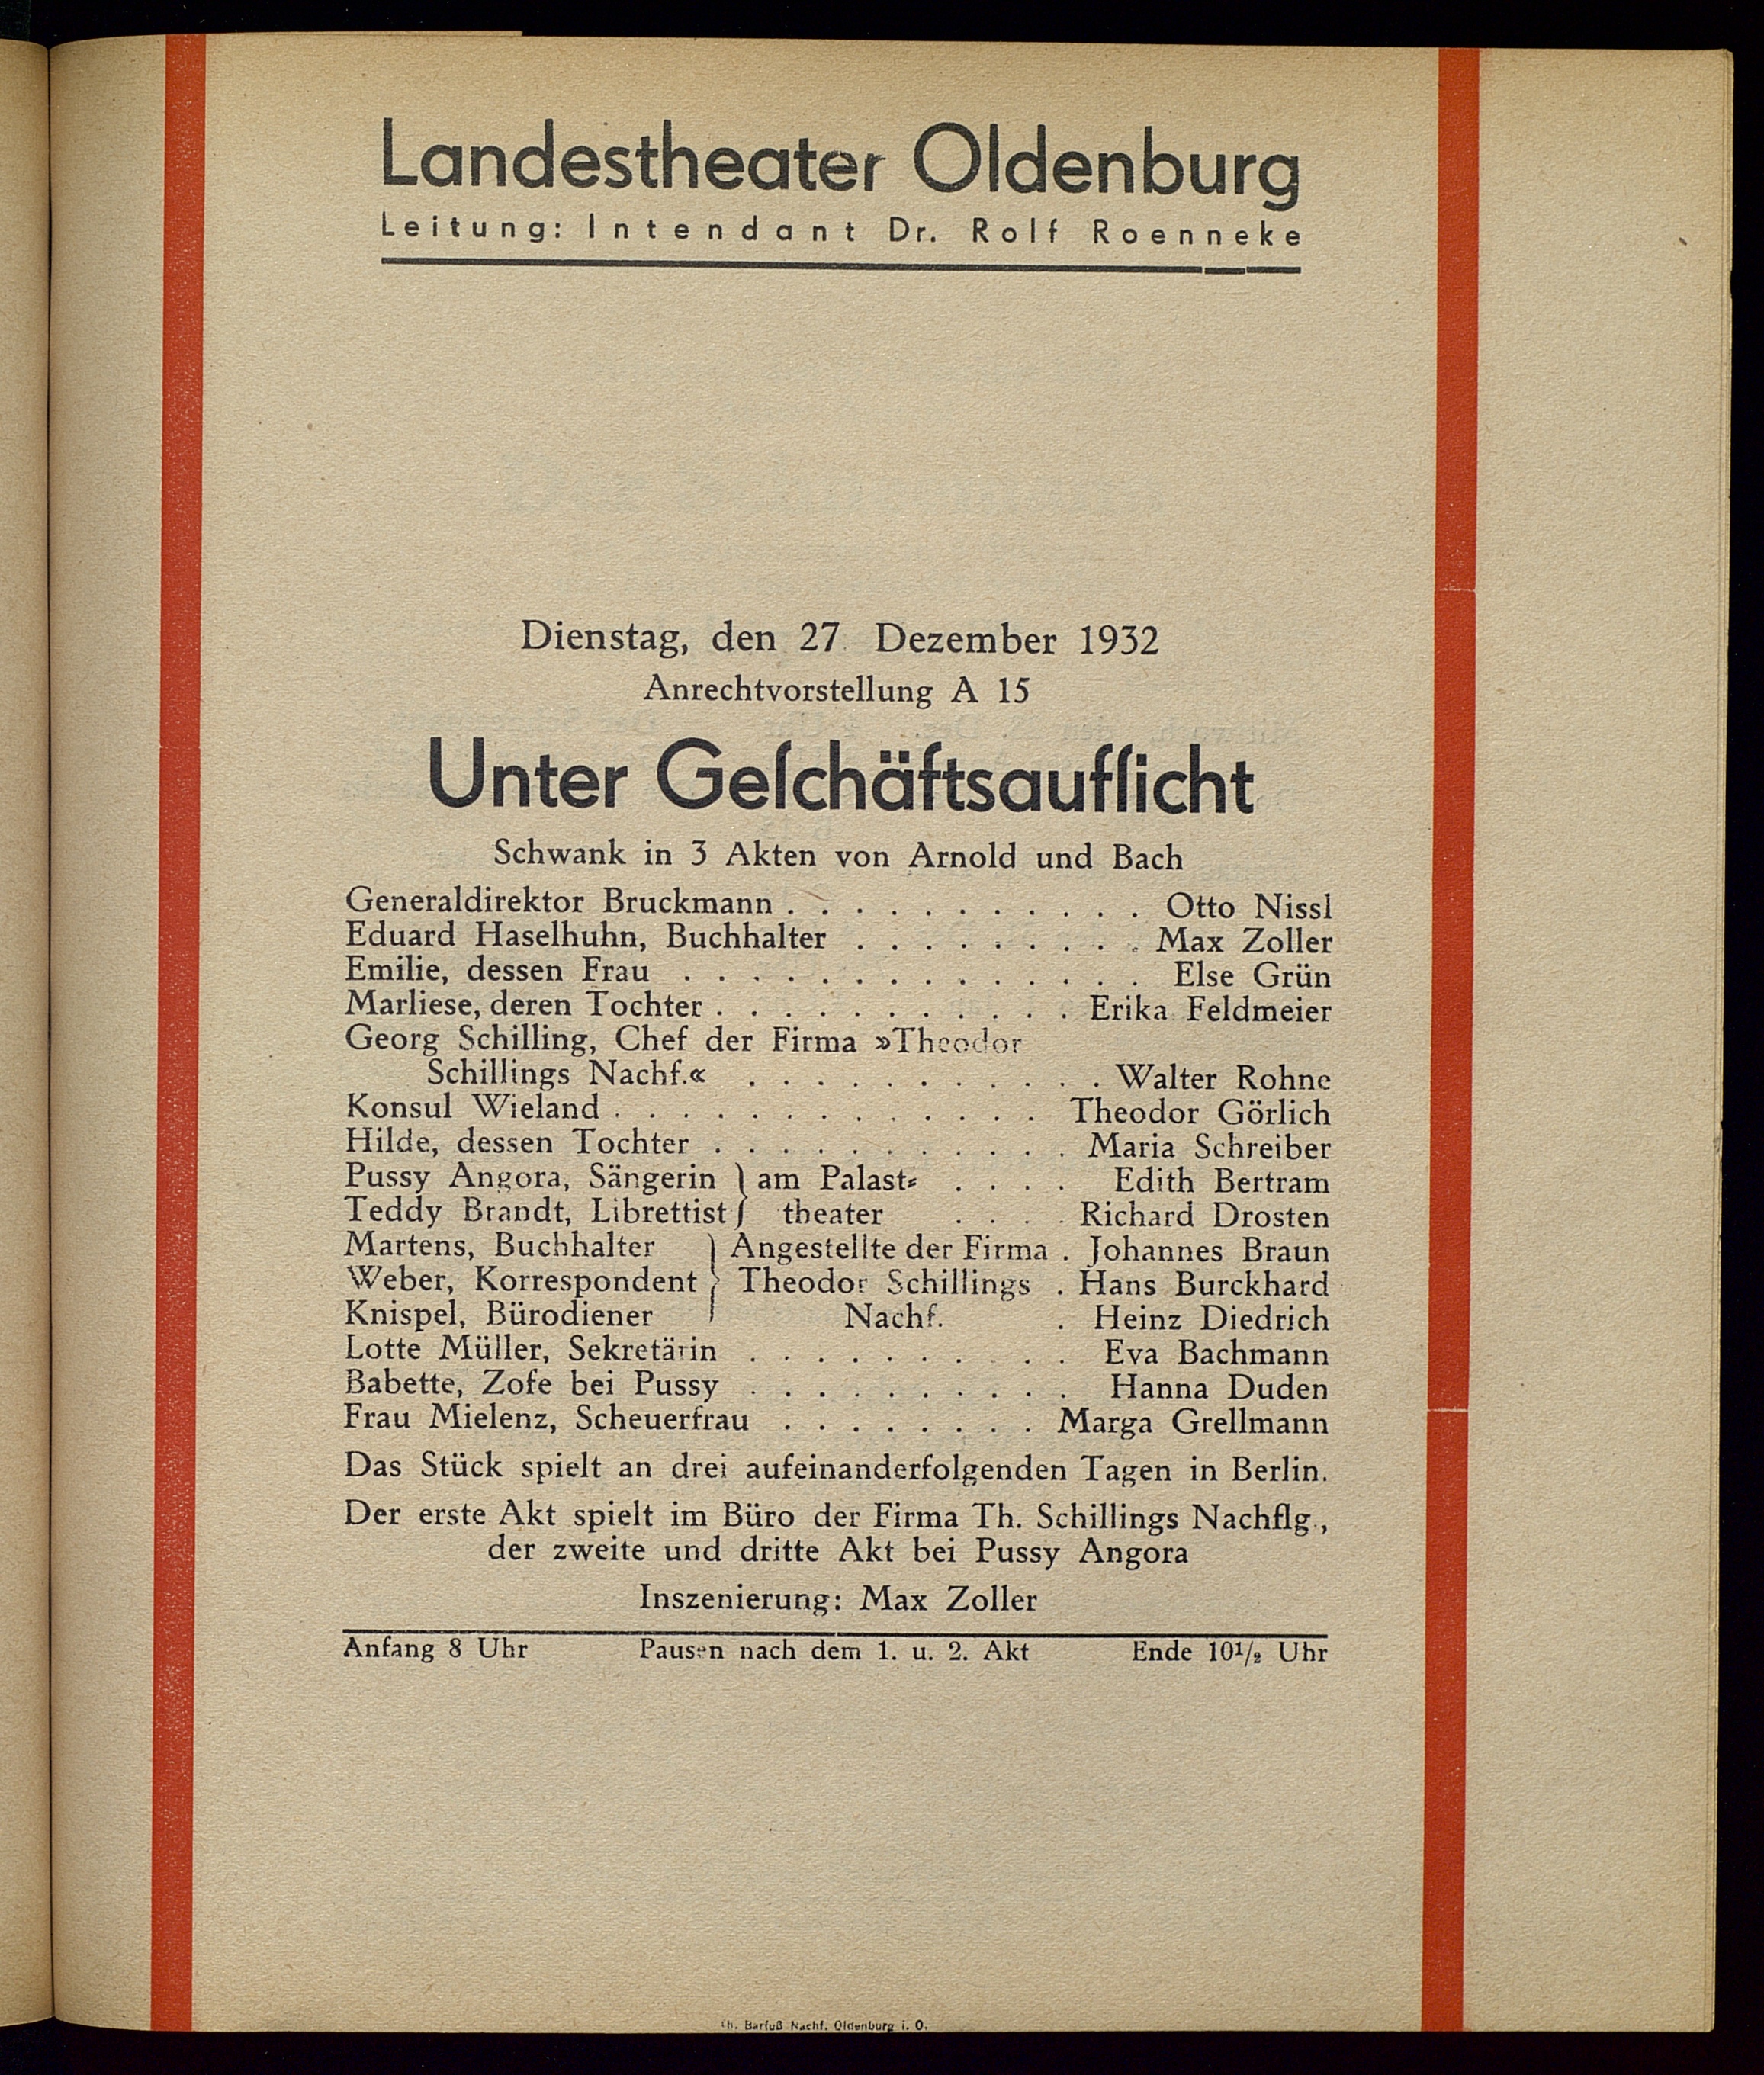 Landestheater Oldenburg
Leitung: Intendant Dr. Rolf Roenneke
Dienstag, den 27. Dezember 1932
Anrechtvorstellung A 15
Unter Geſchäftsaufſicht
Schwank in 3 Akten von Arnold und Bach
Generaldirektor Bruckmann . . . . . . . . . . . Otto Nissl
Eduard Haselhuhn, Buchhalter . . . . . . . . . Max Zoller
Emilie, dessen Frau . . . . . . . . . . . . . . Else Grün
Marliese, deren Tochter . . . . . . . . . . . Erika Feldmeier
Georg Schilling, Chef der Firma »Theodor
Schillings Nachf.« . . . . . . . . . . . Walter Rohne
Konsul Wieland . . . . . . . . . . . . . Theodor Görlich
Hilde, dessen Tochter . . . . . . . . . . . Maria Schreiber
Pussy Angora, Sängerin } am Palast- . . . . Edith Bertram
Teddy Brandt, Librettist } theater . . . . Richard Drosten
Martens, Buchhalter } Angestellte der Firma . Johannes Braun
Weber, Korrespondent } Theodor Schillings . Hans Burckhard
Knispel, Bürodiener } Nachf. . Heinz Diedrich
Lotte Müller, Sekretärin . . . . . . . . . . Eva Bachmann
Babette, Zofe bei Pussy . . . . . . . . . . Hanna Duden
Frau Mielenz, Scheuerfrau . . . . . . . . Marga Grellmann
Das Stück spielt an drei aufeinanderfolgenden Tagen in Berlin.
Der erste Akt spielt im Büro der Firma Th. Schillings Nachflg.,
der zweite und dritte Akt bei Pussy Angora
Inszenierung: Max Zoller
Anfang 8 Uhr Pausen nach dem 1. u. 2. Akt Ende 10½ Uhr
Th. Barfuß Nachf. Oldenburg i. O.